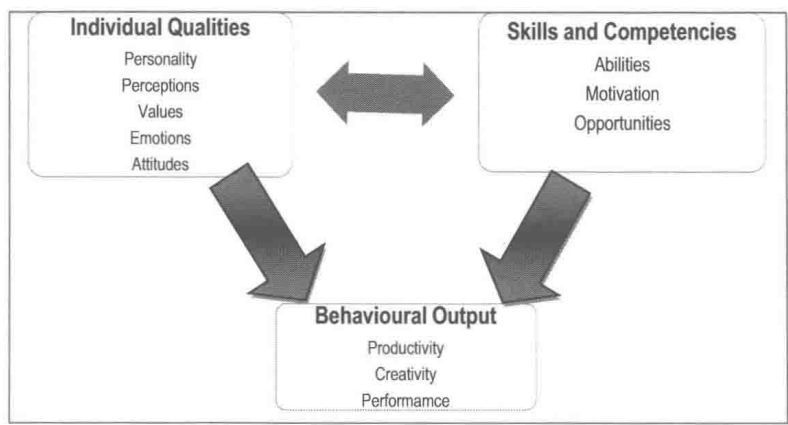 Individual Qualities
Personality
Perceptions
Values
Emotions
Attitudes
Skills and Competencies
Abilities
Motivation
Opportunities
Behavioural Output
Productivity
Creativity
Performamce